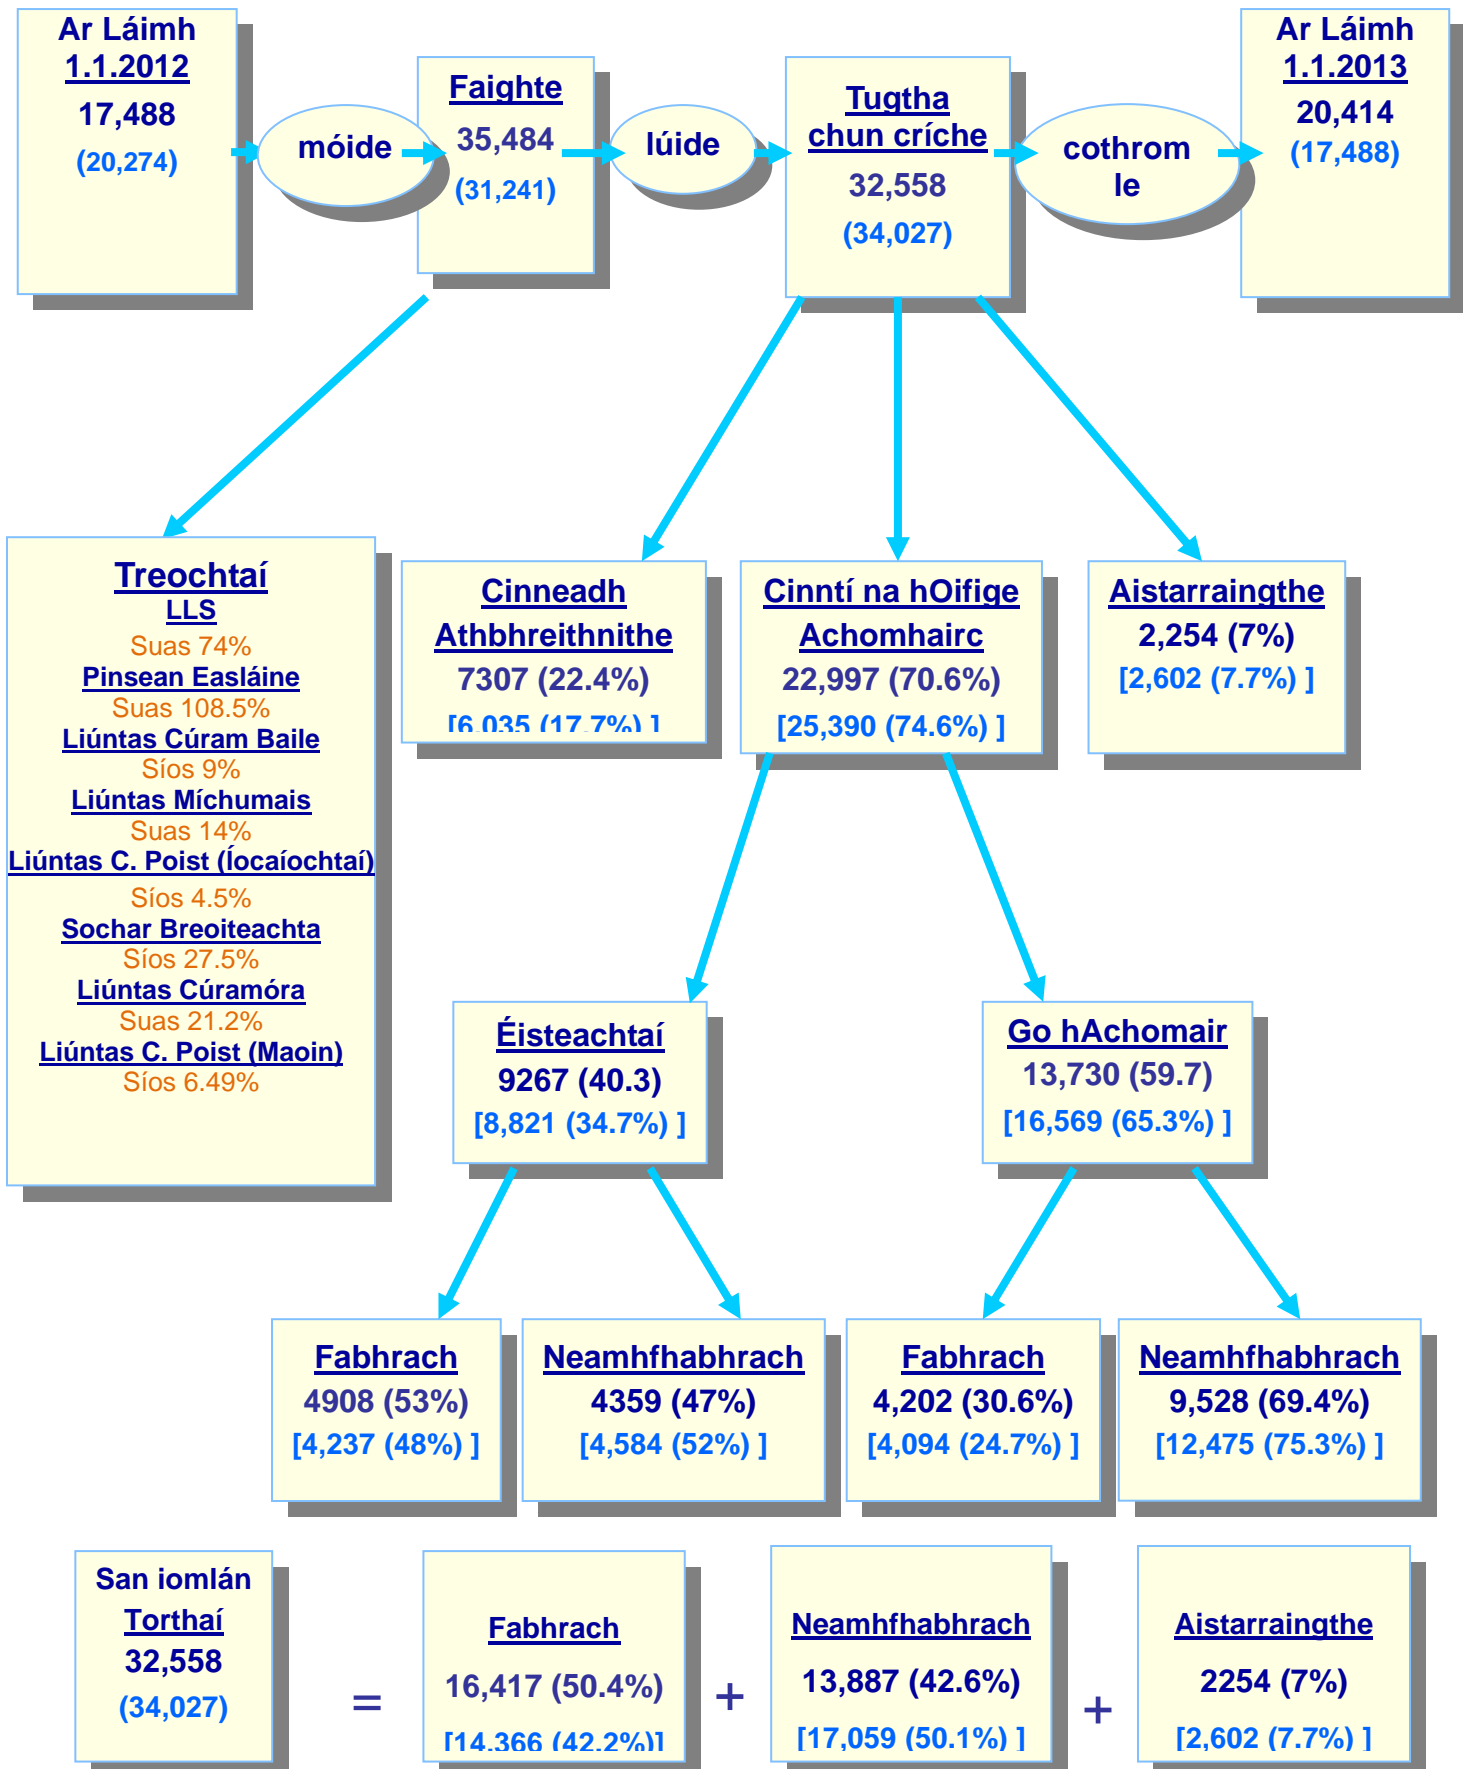 Ar Láimh
1.1.2012
17,488
(20,274)
móide
Faighte
35,484
(31,241)
lúide
Tugtha
chun críche
32,558
(34,027)
cothrom
le
Ar Láimh
1.1.2013
20,414
(17,488)
Treochtaí
LLS
Suas 74%
Pinsean Easláine
Suas 108.5%
Liúntas Cúram Baile
Síos 9%
Liúntas Míchumais
Suas 14%
Liúntas C. Poist (Íocaíochtaí)
Síos 4.5%
Sochar Breoiteachta
Síos 27.5%
Liúntas Cúramóra
Suas 21.2%
Liúntas C. Poist (Maoin)
Síos 6.49%
Cinneadh
Athbhreithnithe
7307 (22.4%)
[6,035 (17.7%) ]
Cinntí na hOifige
Achomhairc
22,997 (70.6%)
[25,390 (74.6%) ]
Aistarraingthe
2,254 (7%)
[2,602 (7.7%) ]
Éisteachtaí
9267 (40.3)
[8,821 (34.7%) ]
Go hAchomair
13,730 (59.7)
[16,569 (65.3%) ]
Fabhrach
4908 (53%)
[4,237 (48%) ]
Neamhfhabhrach
4359 (47%)
[4,584 (52%) ]
Fabhrach
4,202 (30.6%)
[4,094 (24.7%) ]
Neamhfhabhrach
9,528 (69.4%)
[12,475 (75.3%) ]
San iomlán
Torthaí
32,558
(34,027)
=
Fabhrach
16,417 (50.4%)
[14,366 (42.2%)]
+
Neamhfhabhrach
13,887 (42.6%)
[17,059 (50.1%) ]
+
Aistarraingthe
2254 (7%)
[2,602 (7.7%) ]